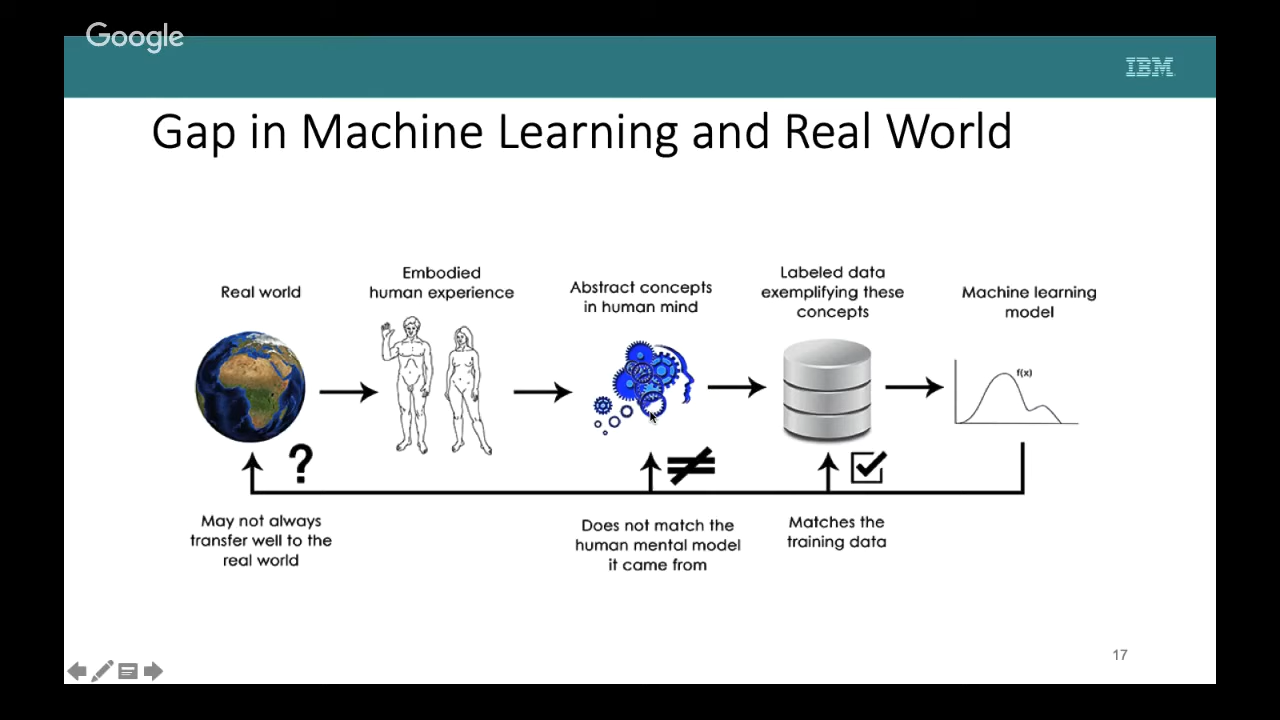 Google
IBM
Gap in Machine Learning and Real World
Real world
Embodied
human experience
Abstract concepts
in human mind
Labeled data
exemplifying these
concepts
Machine learning
model
f(x)
?
≠
May not always
transfer well to the
real world
Does not match the
human mental model
it came from
Matches the
training data
17